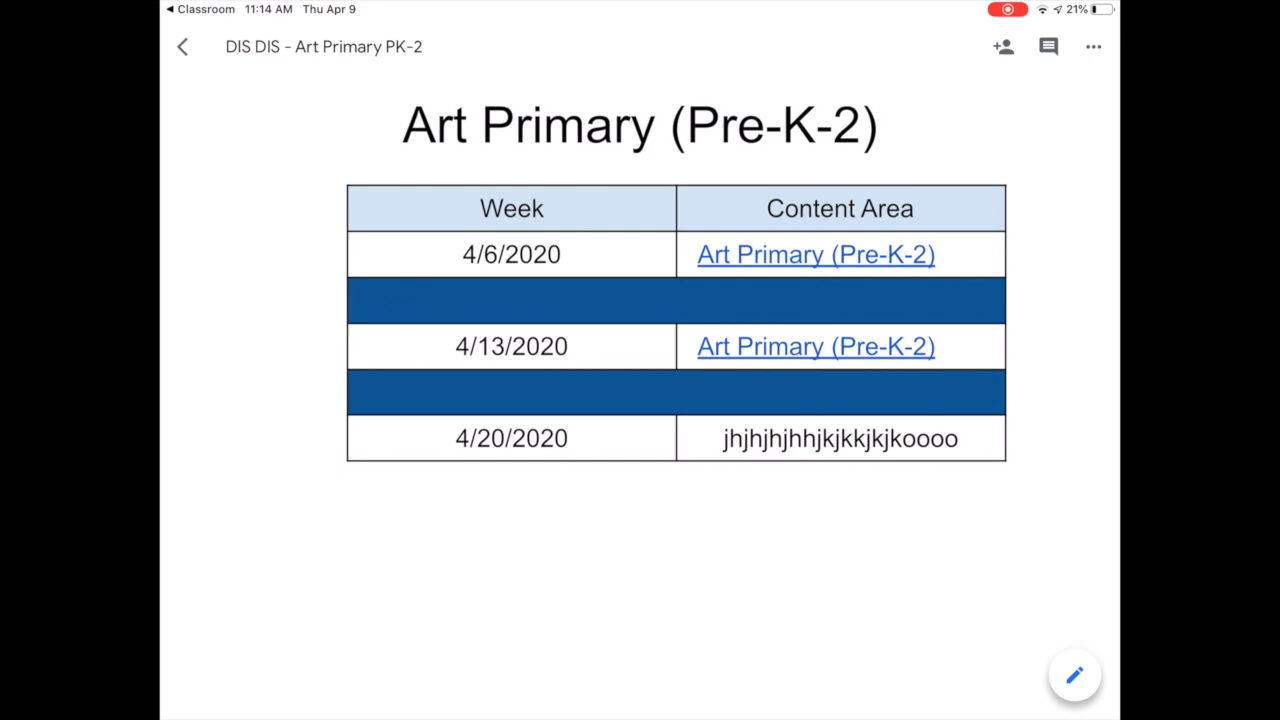 Classroom 11:14 AM Thu Apr 9 21%
DIS DIS - Art Primary PK-2
Art Primary (Pre-K-2)
Week Content Area
4/6/2020 Art Primary (Pre-K-2)
4/13/2020 Art Primary (Pre-K-2)
4/20/2020 jhjhjhjhhjkjkkjkjkoooo